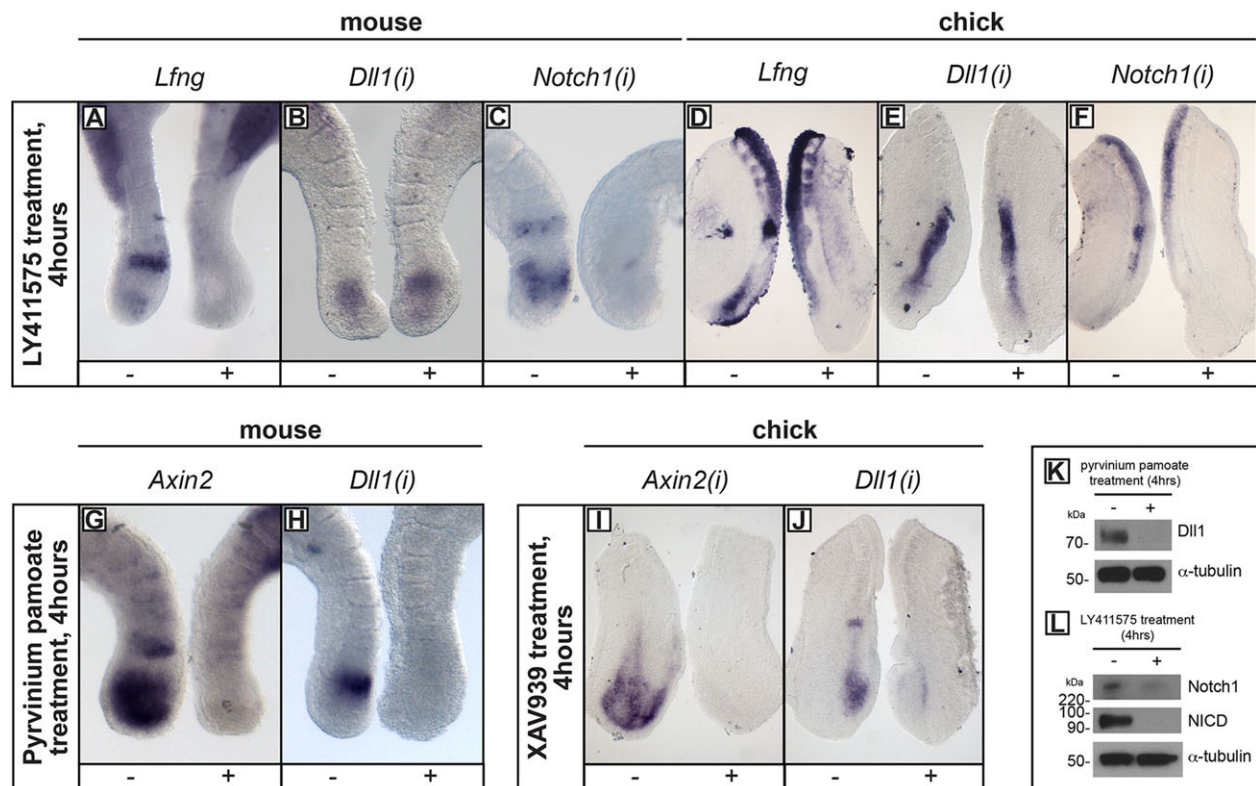 mouse chick
Lfng Dll1(i) Notch1(i) Lfng Dll1(i) Notch1(i)
LY411575 treatment,
4hours
A B C D E F
- + - + - + - + - + - +
mouse chick
Axin2 Dll1(i) Axin2(i) Dll1(i)
Pyrvinium pamoate
treatment, 4hours
G H
- + - +
XAV939 treatment,
4hours
I J
- + - +
K pyrvinium pamoate
treatment (4hrs)
- +
kDa
70- Dll1
50- α-tubulin
L LY411575 treatment
(4hrs)
- +
kDa
220- Notch1
100-
90- NICD
50- α-tubulin